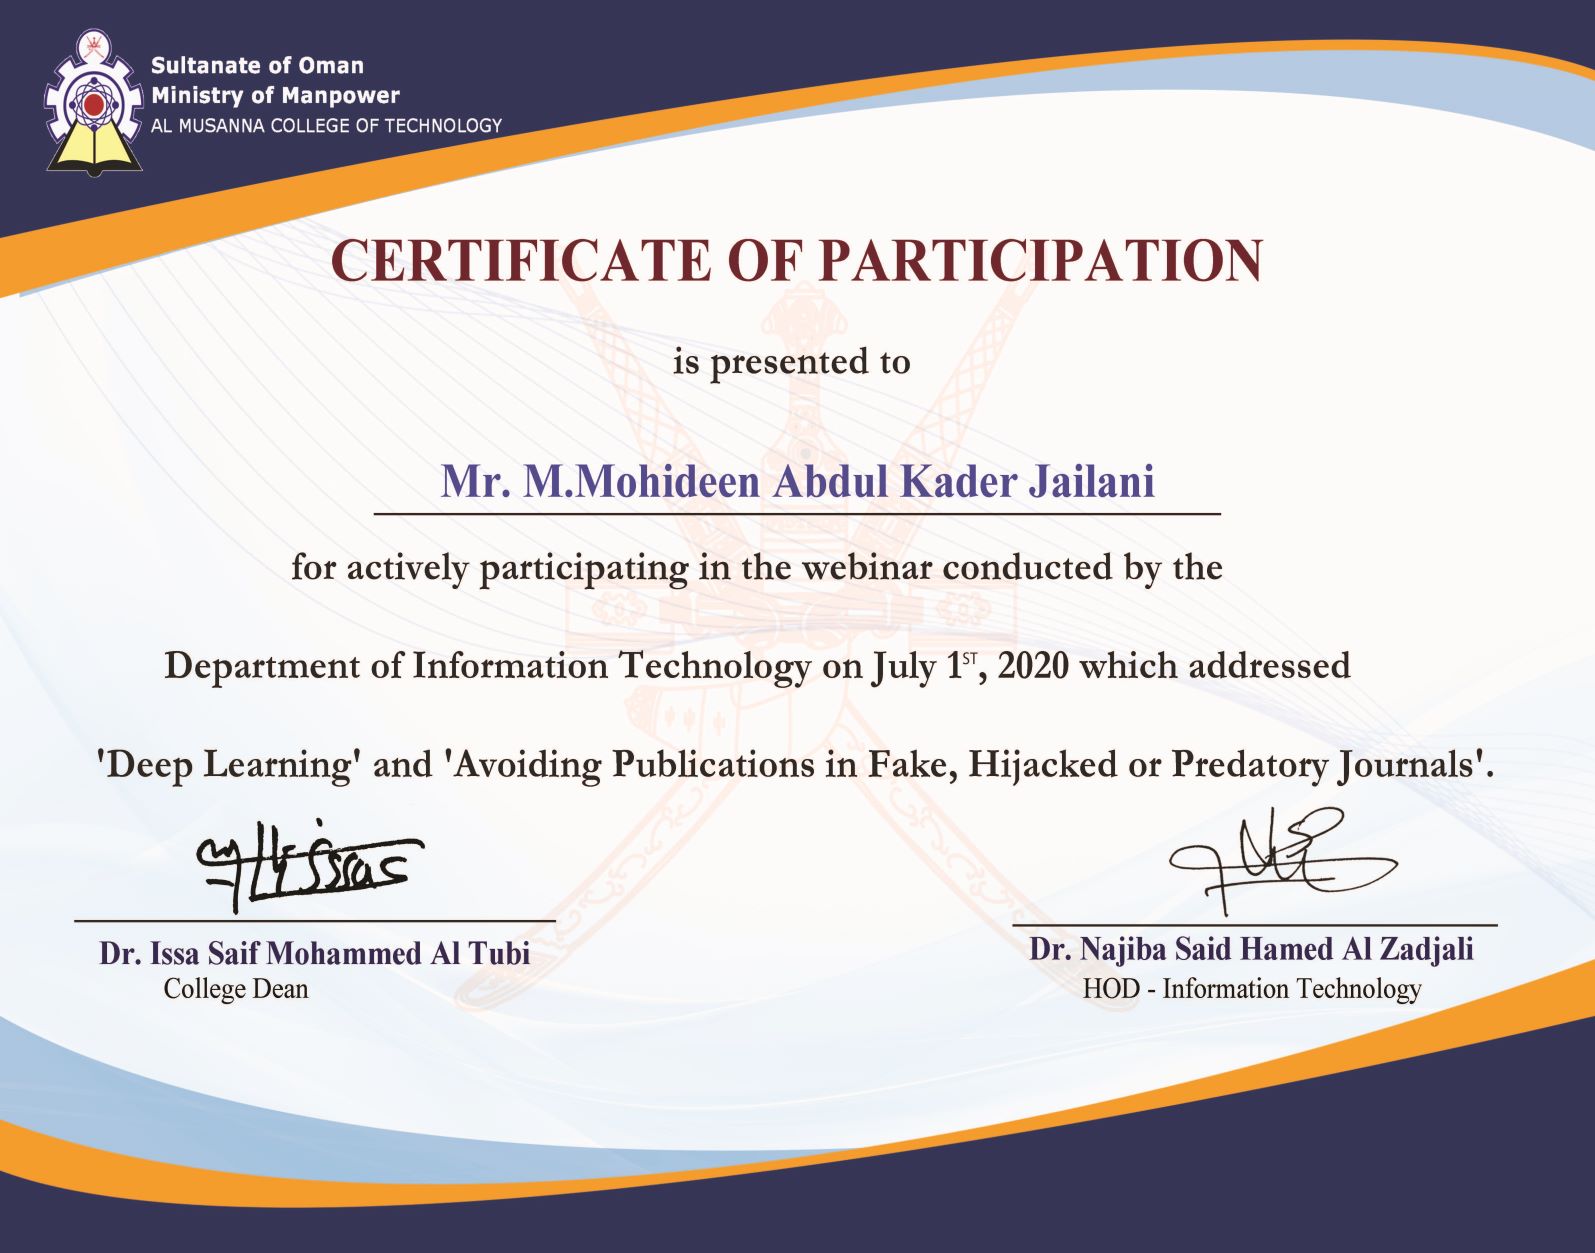 Sultanate of Oman
Ministry of Manpower
AL MUSANNA COLLEGE OF TECHNOLOGY
CERTIFICATE OF PARTICIPATION
is presented to
Mr. M.Mohideen Abdul Kader Jailani
for actively participating in the webinar conducted by the
Department of Information Technology on July 1ST, 2020 which addressed
'Deep Learning' and 'Avoiding Publications in Fake, Hijacked or Predatory Journals'.
Dr. Issa Saif Mohammed Al Tubi
College Dean
Dr. Najiba Said Hamed Al Zadjali
HOD - Information Technology